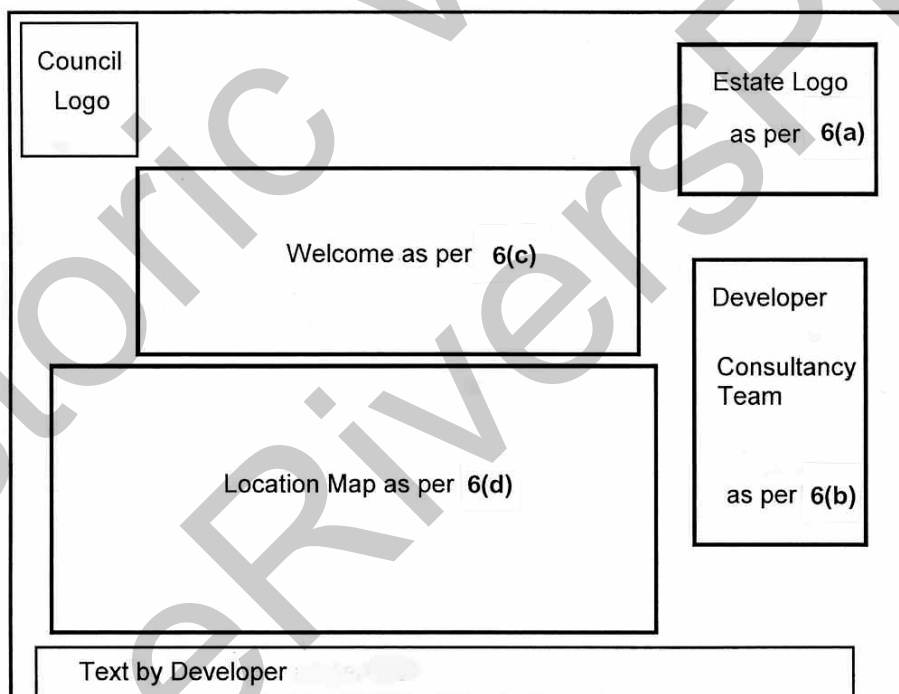 Council
Logo
Estate Logo
as per 6(a)
Welcome as per 6(c)
Developer
Consultancy
Team
as per 6(b)
Location Map as per 6(d)
Text by Developer